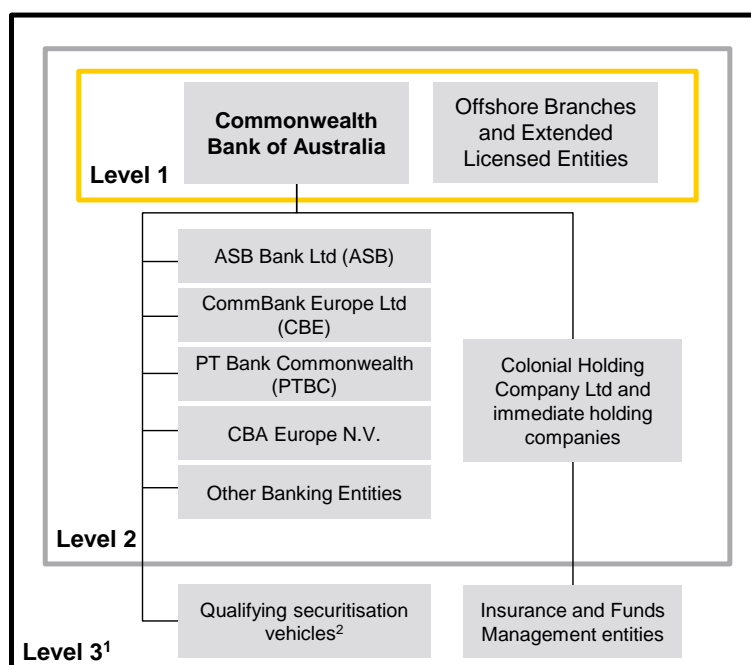 Commonwealth
Bank of Australia
Offshore Branches
and Extended
Licensed Entities
Level 1
ASB Bank Ltd (ASB)
CommBank Europe Ltd
(CBE)
PT Bank Commonwealth
(PTBC)
CBA Europe N.V.
Other Banking Entities
Colonial Holding
Company Ltd and
immediate holding
companies
Level 2
Qualifying securitisation
vehicles²
Insurance and Funds
Management entities
Level 3¹